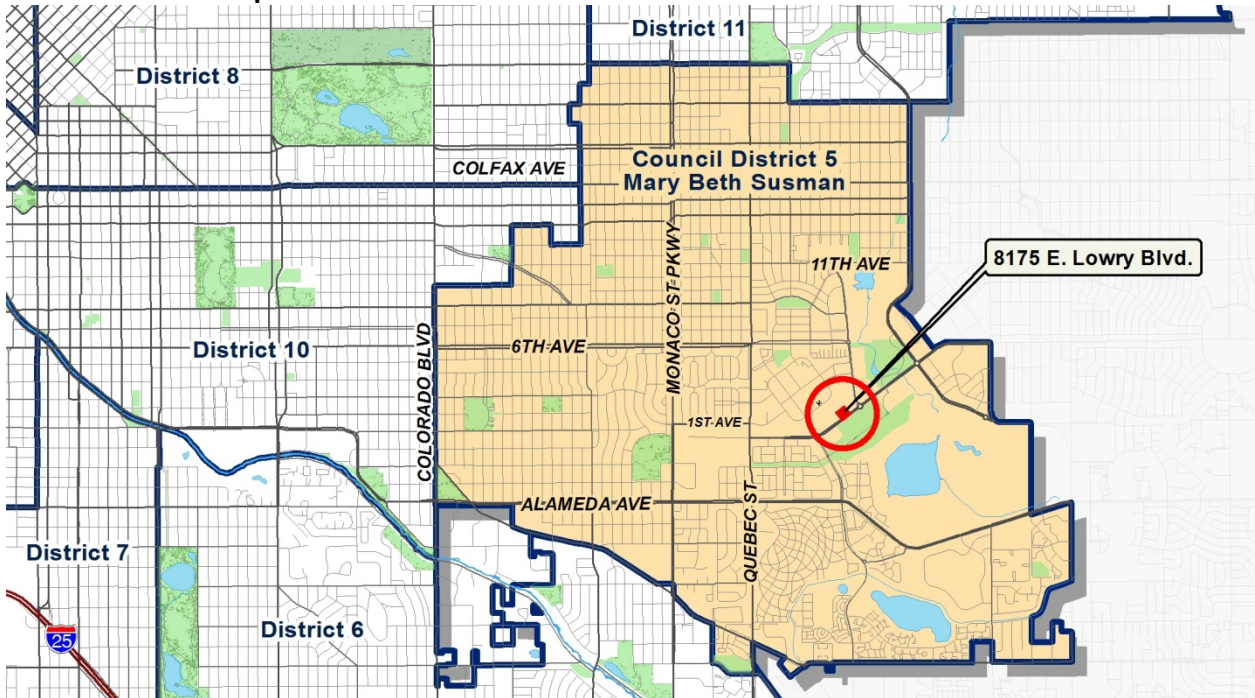 District 11
District 8
COLFAX AVE
Council District 5
Mary Beth Susman
MONACO ST PKWY
11TH AVE
8175 E. Lowry Blvd.
District 10
COLORADO BLVD
6TH AVE
1ST AVE
ALAMEDA AVE
QUEBEC ST
District 7
District 6
25